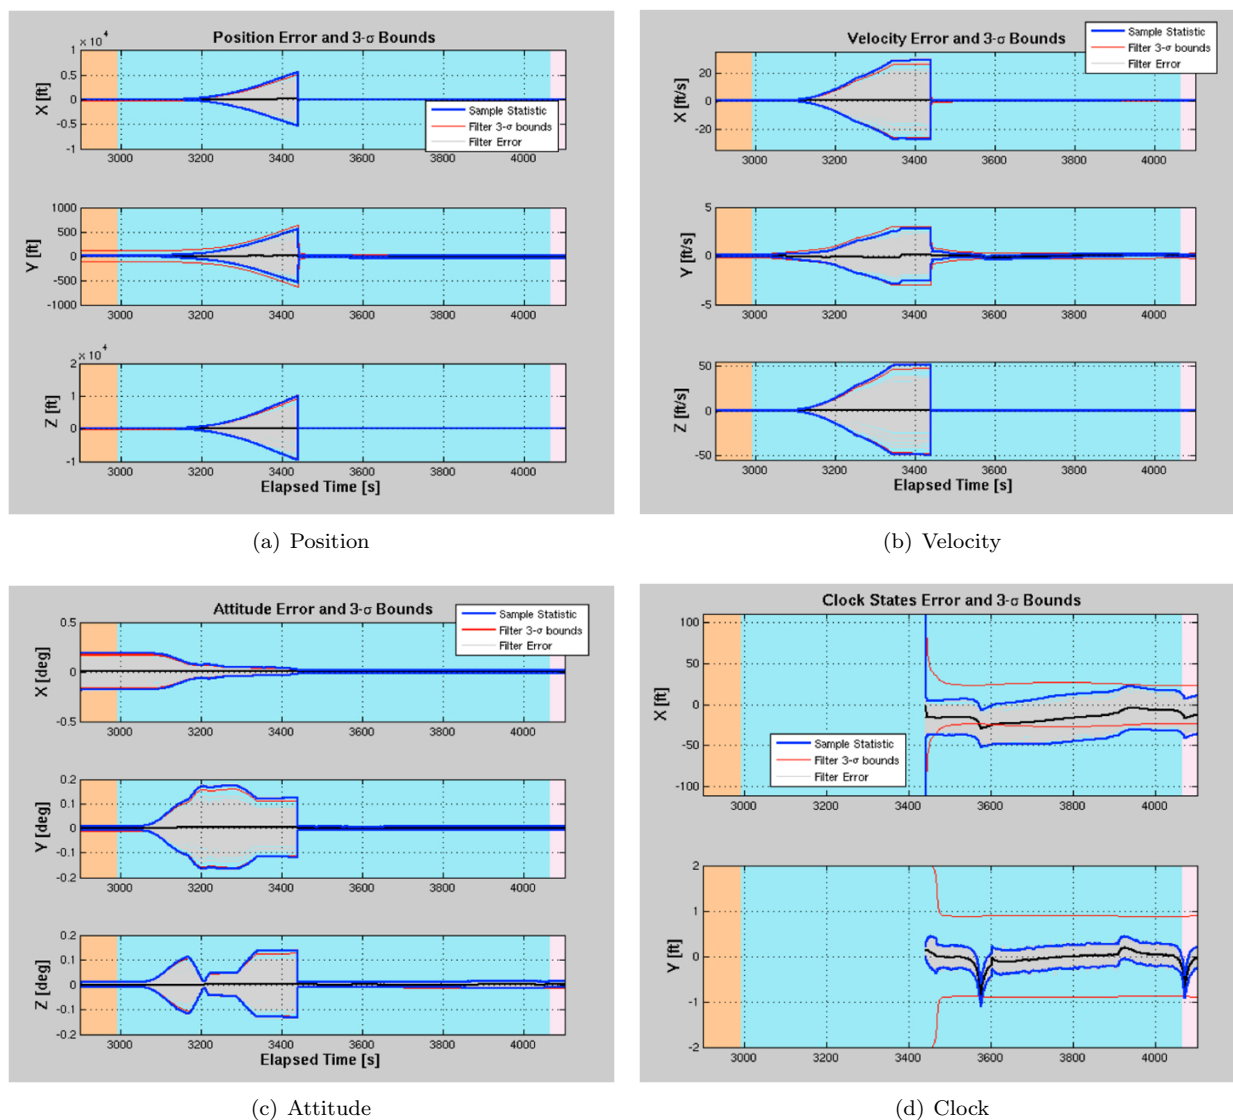 Position Error and 3-σ Bounds
× 10^4
1
0.5
0
-0.5
-1
X [ft]
Sample Statistic
Filter 3-σ bounds
Filter Error
3000 3200 3400 3600 3800 4000
1000
500
0
-500
-1000
Y [ft]
3000 3200 3400 3600 3800 4000
× 10^4
2
1
0
-1
Z [ft]
3000 3200 3400 3600 3800 4000
Elapsed Time [s]
(a) Position
Velocity Error and 3-σ Bounds
Sample Statistic
Filter 3-σ bounds
Filter Error
20
0
-20
X [ft/s]
3000 3200 3400 3600 3800 4000
5
0
-5
Y [ft/s]
3000 3200 3400 3600 3800 4000
50
0
-50
Z [ft/s]
3000 3200 3400 3600 3800 4000
Elapsed Time [s]
(b) Velocity
Attitude Error and 3-σ Bounds
Sample Statistic
Filter 3-σ bounds
Filter Error
0.5
0
-0.5
X [deg]
3000 3200 3400 3600 3800 4000
0.2
0.1
0
-0.1
-0.2
Y [deg]
3000 3200 3400 3600 3800 4000
0.2
0.1
0
-0.1
-0.2
Z [deg]
3000 3200 3400 3600 3800 4000
Elapsed Time [s]
(c) Attitude
Clock States Error and 3-σ Bounds
100
50
0
-50
-100
X [ft]
Sample Statistic
Filter 3-σ bounds
Filter Error
3000 3200 3400 3600 3800 4000
2
1
0
-1
-2
Y [ft]
3000 3200 3400 3600 3800 4000
(d) Clock